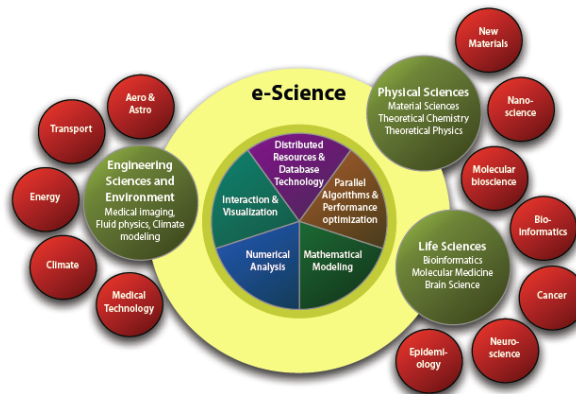 e-Science
Distributed
Resources &
Database
Technology
Parallel
Algorithms &
Performance
optimization
Mathematical
Modeling
Numerical
Analysis
Interaction &
Visualization
Engineering
Sciences and
Environment
Medical imaging,
Fluid physics, Climate
modeling
Aero &
Astro
Transport
Energy
Climate
Medical
Technology
Physical Sciences
Material Sciences
Theoretical Chemistry
Theoretical Physics
New
Materials
Nano-
science
Molecular
bioscience
Life Sciences
Bioinformatics
Molecular Medicine
Brain Science
Bio-
informatics
Cancer
Neuro-
science
Epidemi-
ology